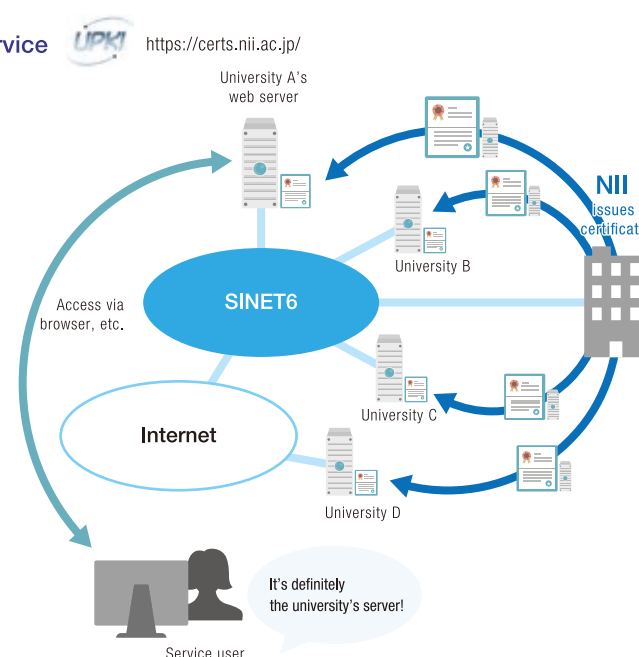 rvice
UPKI
https://certs.nii.ac.jp/
University A's
web server
NII
issues
certificat
University B
Access via
browser, etc.
SINET6
University C
Internet
University D
It's definitely
the university's server!
Service user